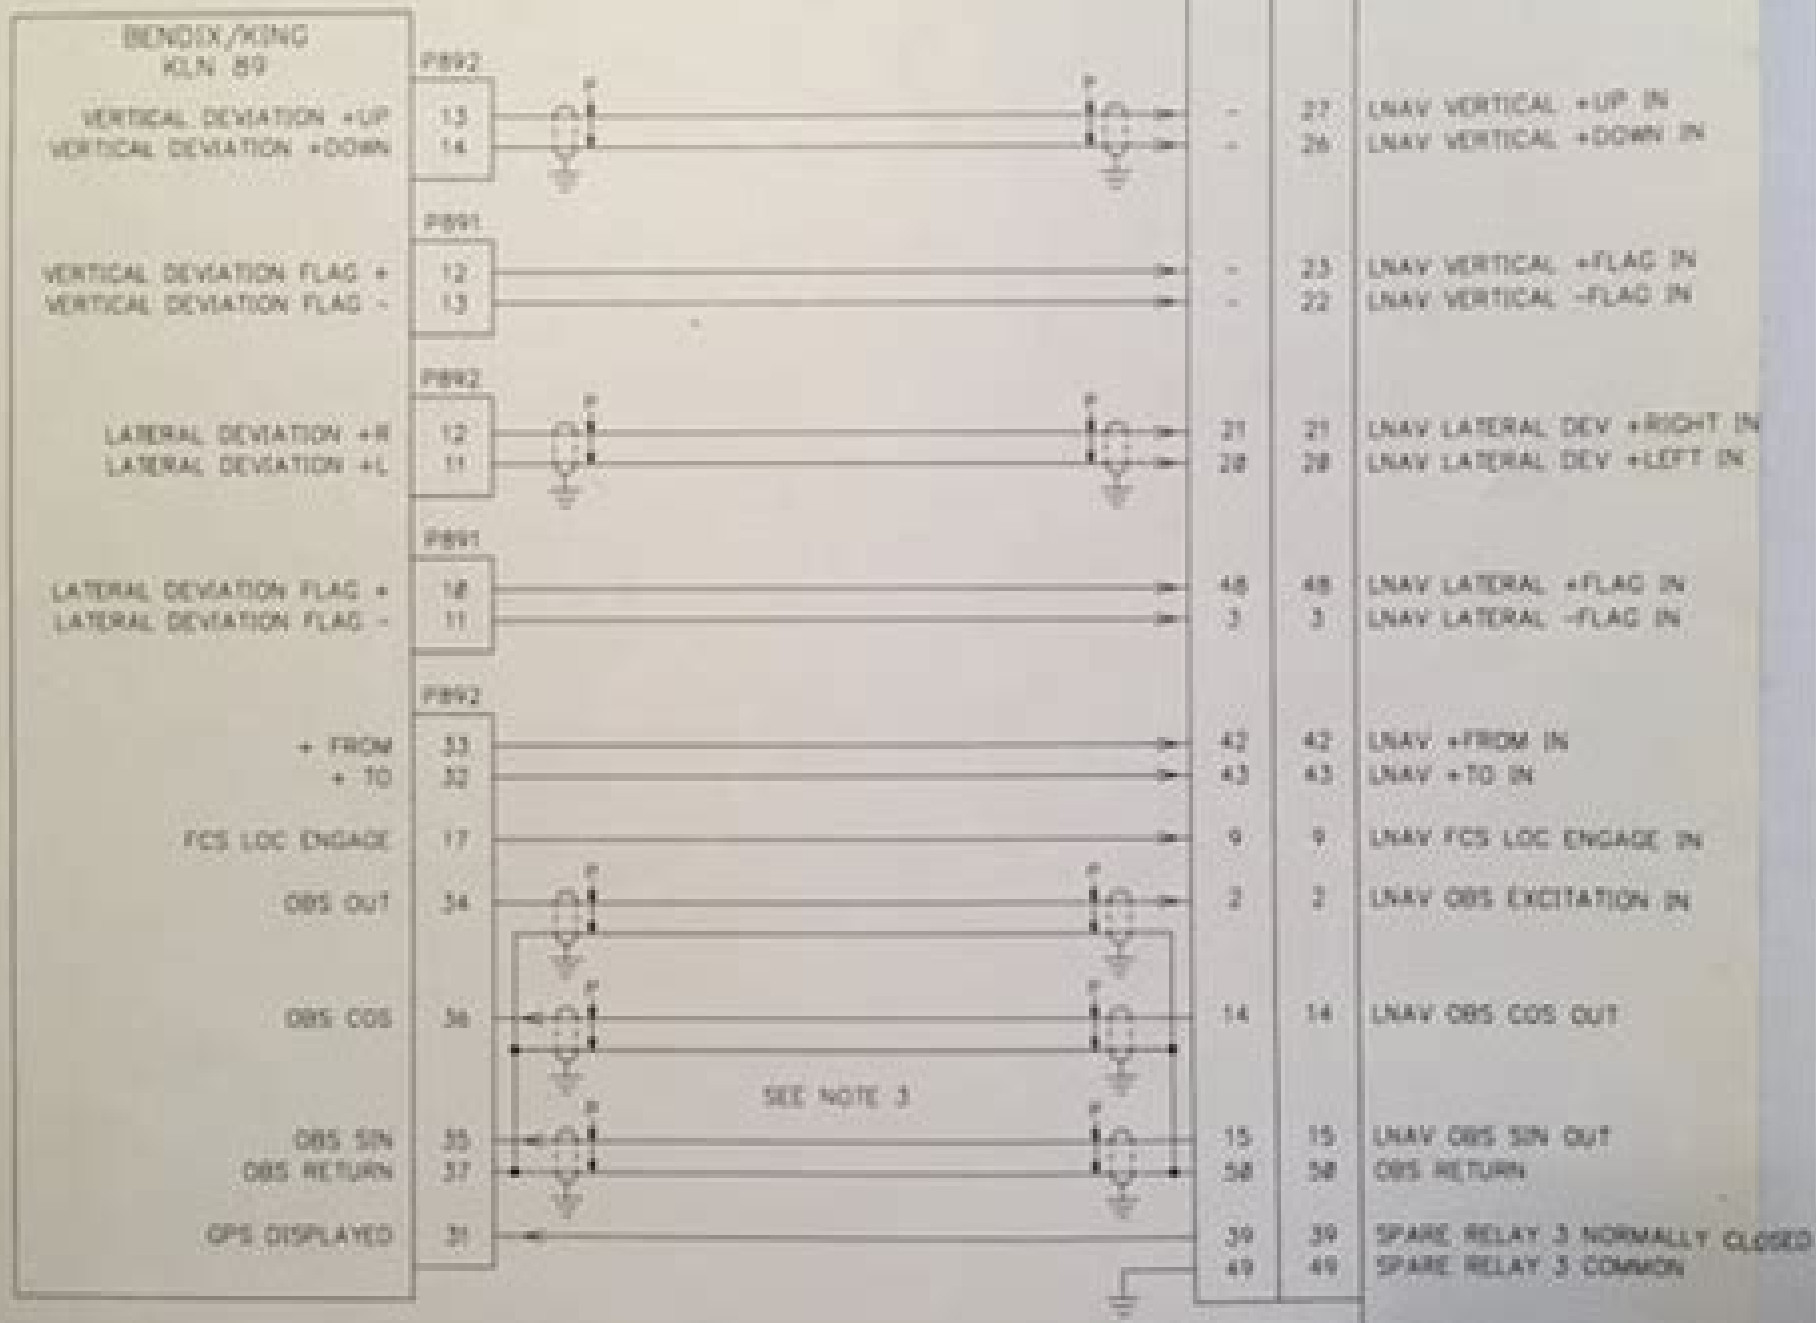 BENDIX/KING
KLN 89
P892
VERTICAL DEVIATION +UP 13 P P - 27 LNAV VERTICAL +UP IN
VERTICAL DEVIATION +DOWN 14 - 26 LNAV VERTICAL +DOWN IN
P891
VERTICAL DEVIATION FLAG + 12 - 23 LNAV VERTICAL +FLAG IN
VERTICAL DEVIATION FLAG - 13 - 22 LNAV VERTICAL -FLAG IN
P892
LATERAL DEVIATION +R 12 P P 21 21 LNAV LATERAL DEV +RIGHT IN
LATERAL DEVIATION +L 11 20 20 LNAV LATERAL DEV +LEFT IN
P891
LATERAL DEVIATION FLAG + 10 48 48 LNAV LATERAL +FLAG IN
LATERAL DEVIATION FLAG - 11 3 3 LNAV LATERAL -FLAG IN
P892
+ FROM 33 42 42 LNAV +FROM IN
+ TO 32 43 43 LNAV +TO IN
FCS LOC ENGAGE 17 9 9 LNAV FCS LOC ENGAGE IN
OBS OUT 34 P P 2 2 LNAV OBS EXCITATION IN
OBS COS 36 P P 14 14 LNAV OBS COS OUT
SEE NOTE 3
OBS SIN 35 P P 15 15 LNAV OBS SIN OUT
OBS RETURN 37 50 50 OBS RETURN
GPS DISPLAYED 31 39 39 SPARE RELAY 3 NORMALLY CLOSED
49 49 SPARE RELAY 3 COMMON